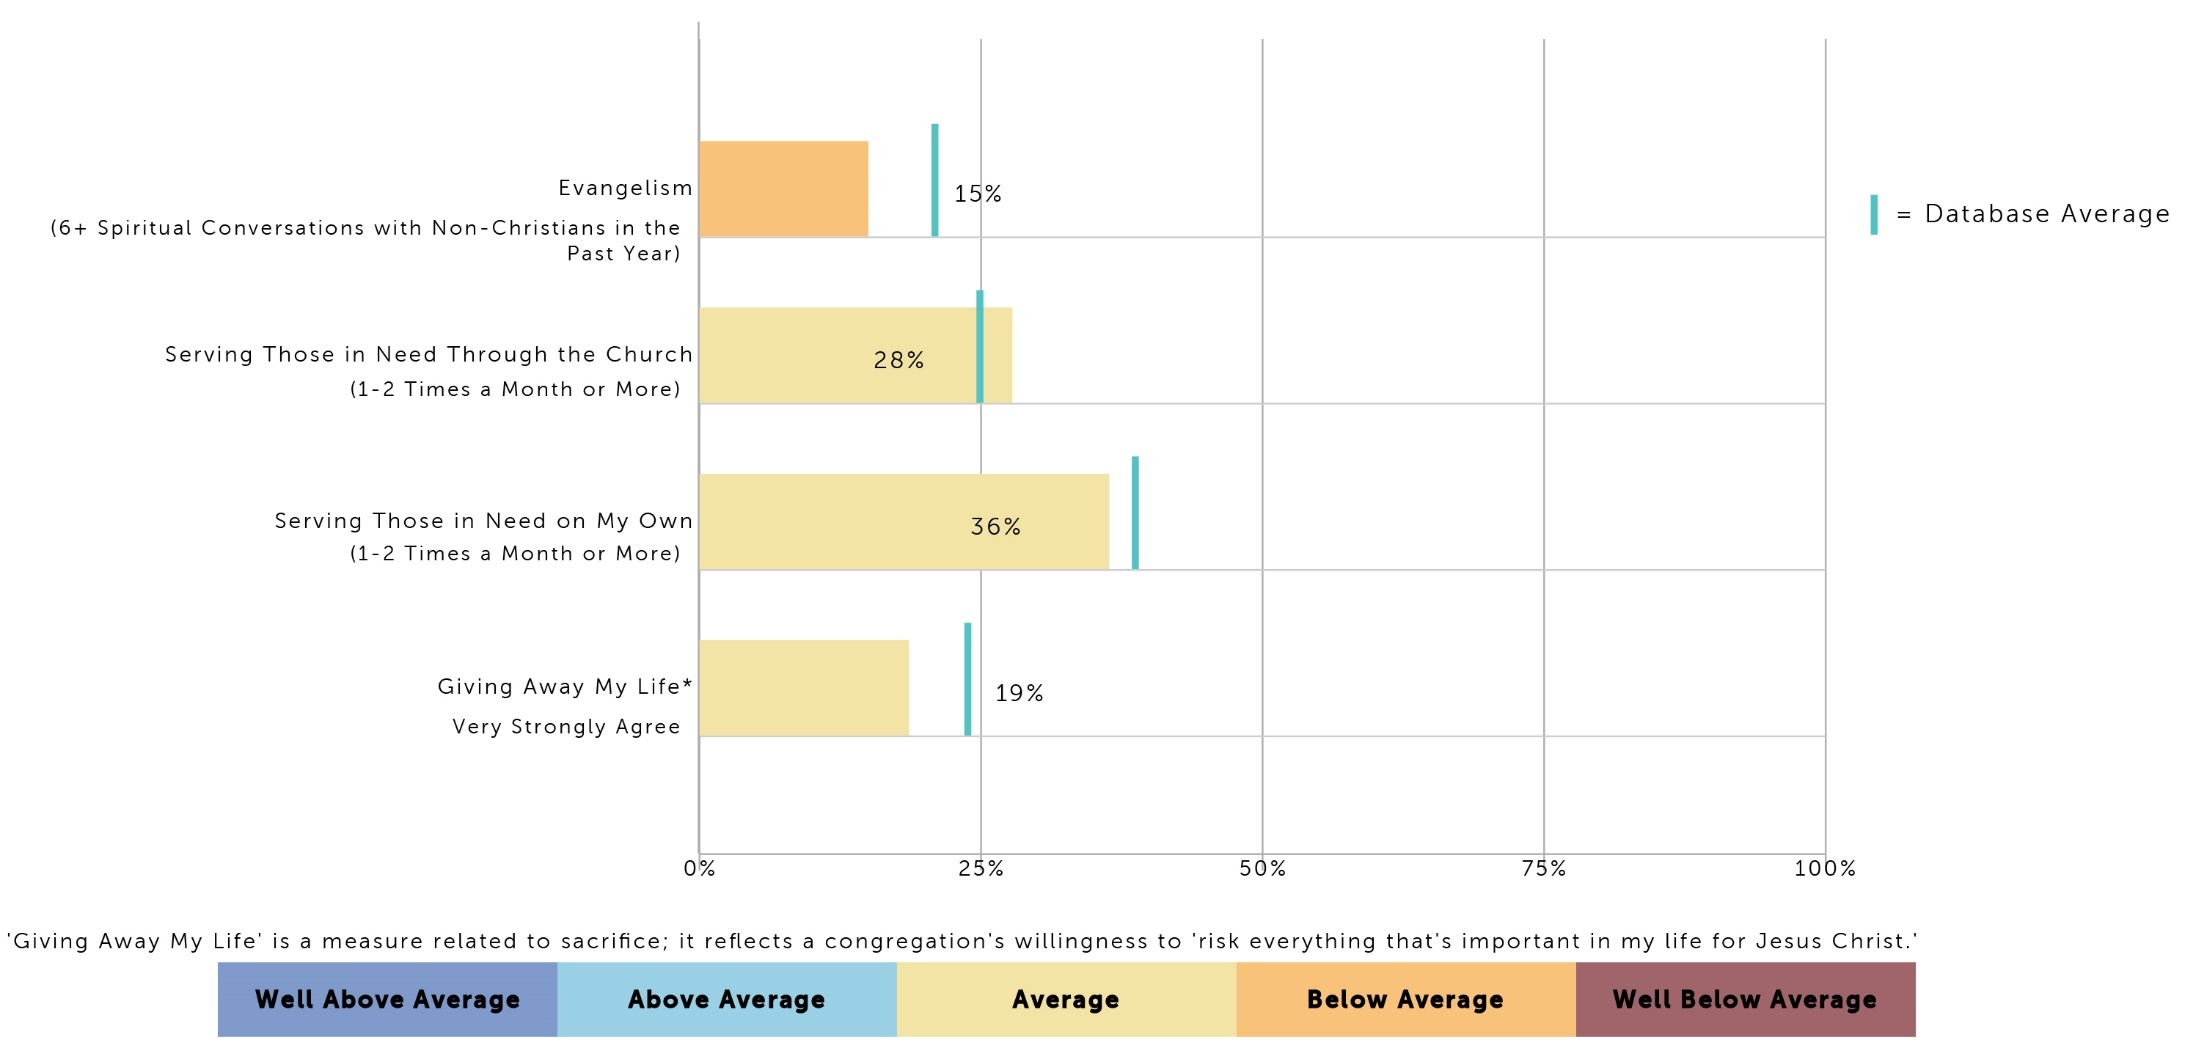 Evangelism
(6+ Spiritual Conversations with Non-Christians in the
Past Year)
15%
= Database Average
Serving Those in Need Through the Church
(1-2 Times a Month or More)
28%
Serving Those in Need on My Own
(1-2 Times a Month or More)
36%
Giving Away My Life*
Very Strongly Agree
19%
0% 25% 50% 75% 100%
'Giving Away My Life' is a measure related to sacrifice; it reflects a congregation's willingness to 'risk everything that's important in my life for Jesus Christ.'
Well Above Average Above Average Average Below Average Well Below Average